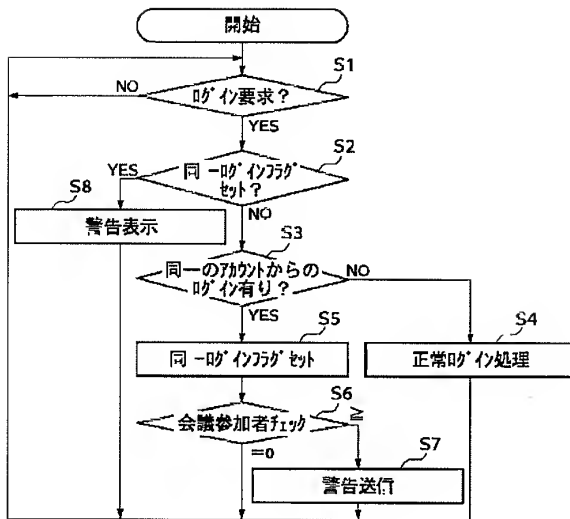 開始
S1
NO
ログイン要求？
YES
S2
YES
同一ログインフラグ
セット？
S8
NO
警告表示
S3
同一のアカウントからの
ログイン有り？
NO
YES
S5
S4
同一ログインフラグセット
正常ログイン処理
S6
会議参加者チェック
≧
=0
S7
警告送信